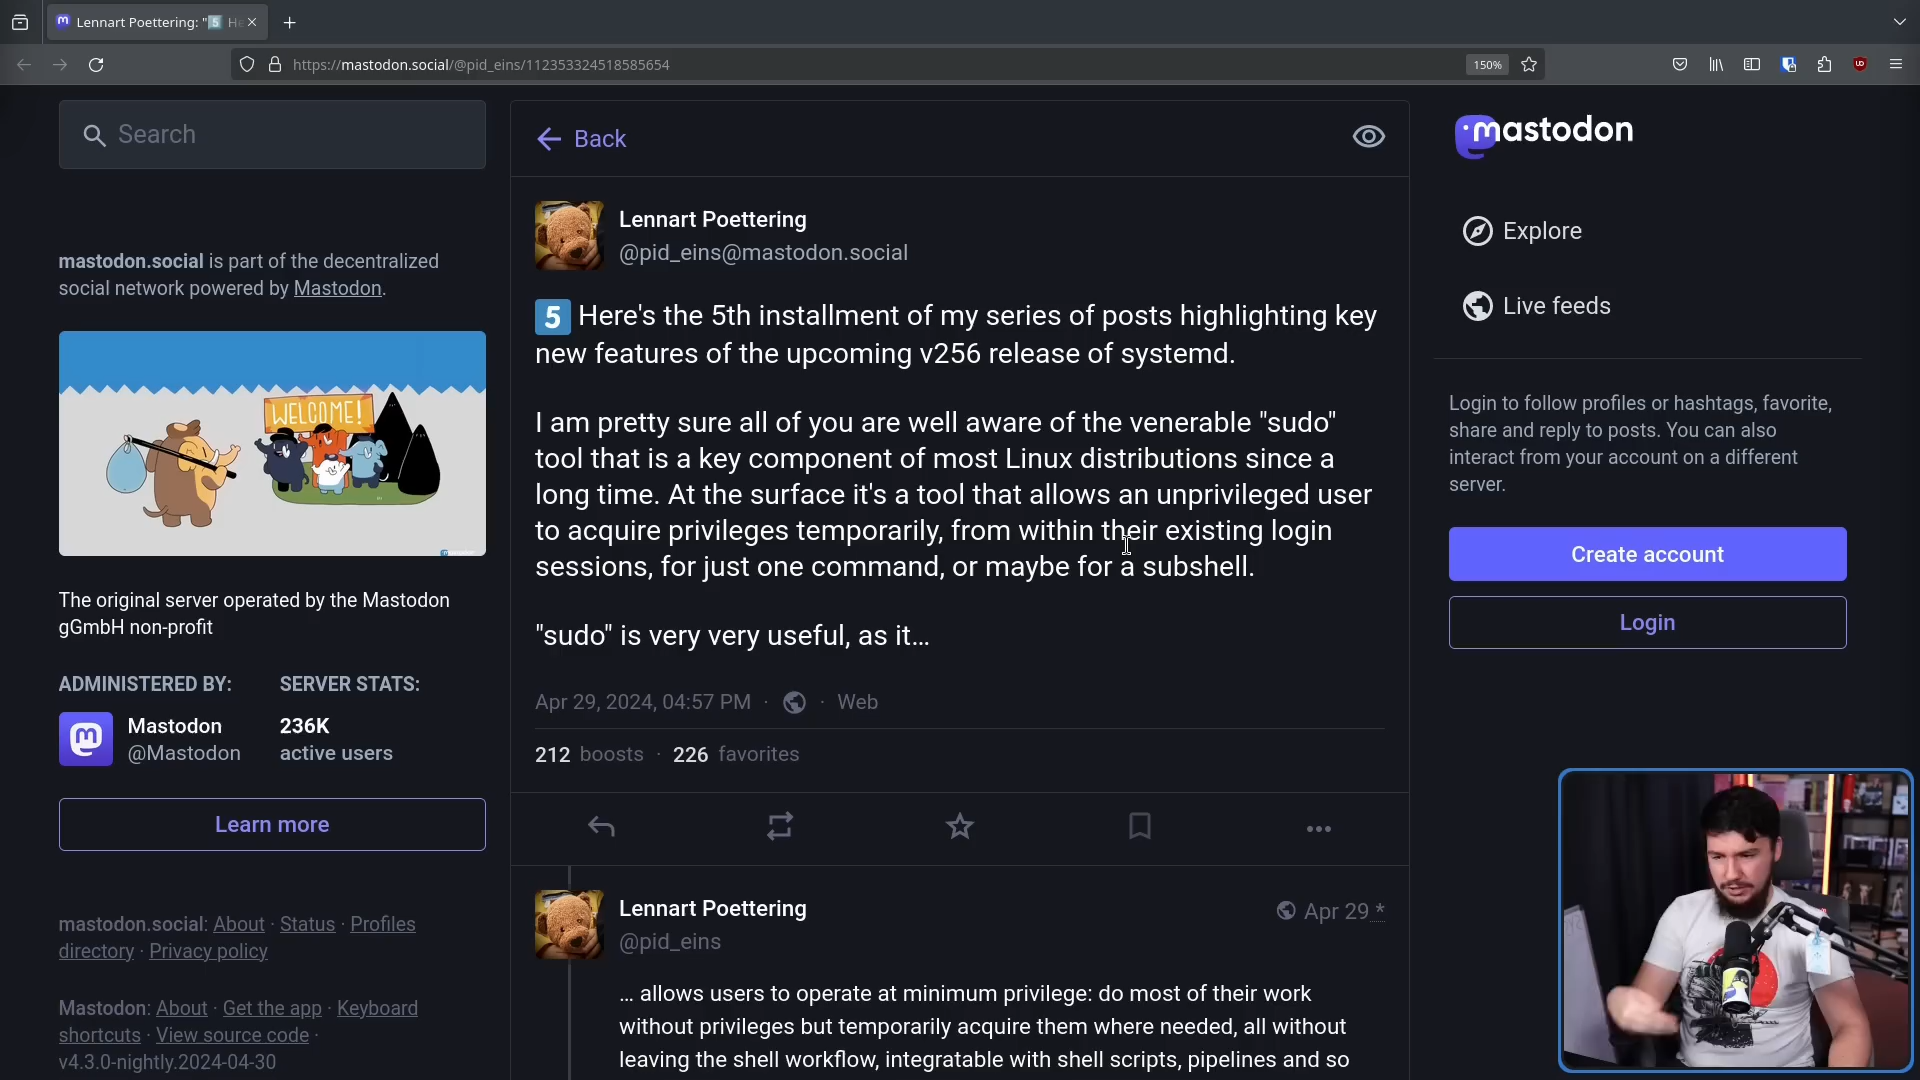 Lennart Poettering: "5 He
https://mastodon.social/@pid_eins/112353324518585654
150%
Search
mastodon.social is part of the decentralized
social network powered by Mastodon.
WELCOME!
The original server operated by the Mastodon
gGmbH non-profit
ADMINISTERED BY:
Mastodon
@Mastodon
SERVER STATS:
236K
active users
Learn more
mastodon.social: About · Status · Profiles
directory · Privacy policy
Mastodon: About · Get the app · Keyboard
shortcuts · View source code ·
v4.3.0-nightly.2024-04-30
Back
Lennart Poettering
@pid_eins@mastodon.social
5 Here's the 5th installment of my series of posts highlighting key
new features of the upcoming v256 release of systemd.
I am pretty sure all of you are well aware of the venerable "sudo"
tool that is a key component of most Linux distributions since a
long time. At the surface it's a tool that allows an unprivileged user
to acquire privileges temporarily, from within their existing login
sessions, for just one command, or maybe for a subshell.
"sudo" is very very useful, as it…
Apr 29, 2024, 04:57 PM · · Web
212 boosts · 226 favorites
Lennart Poettering
@pid_eins
Apr 29 *
… allows users to operate at minimum privilege: do most of their work
without privileges but temporarily acquire them where needed, all without
leaving the shell workflow, integratable with shell scripts, pipelines and so
mastodon
Explore
Live feeds
Login to follow profiles or hashtags, favorite,
share and reply to posts. You can also
interact from your account on a different
server.
Create account
Login